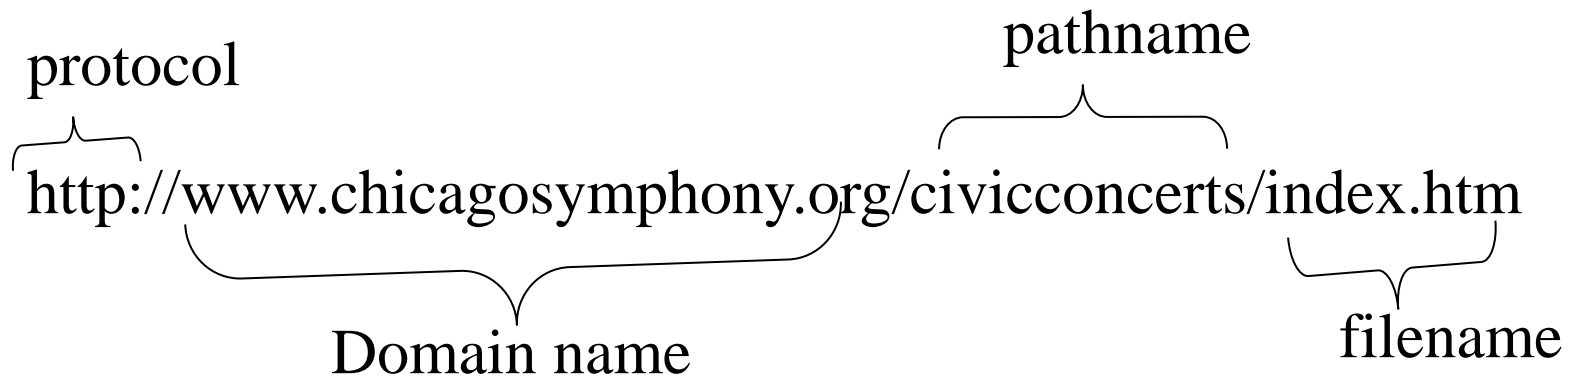 pathname
protocol
http://www.chicagosymphony.org/civicconcerts/index.htm
Domain name
filename